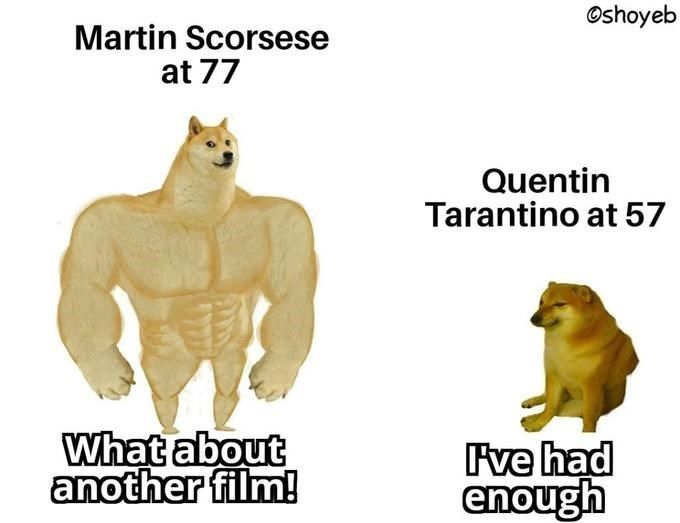 ©shoyeb
Martin Scorsese
at 77
Quentin
Tarantino at 57
What about
another film!
I've had
enough